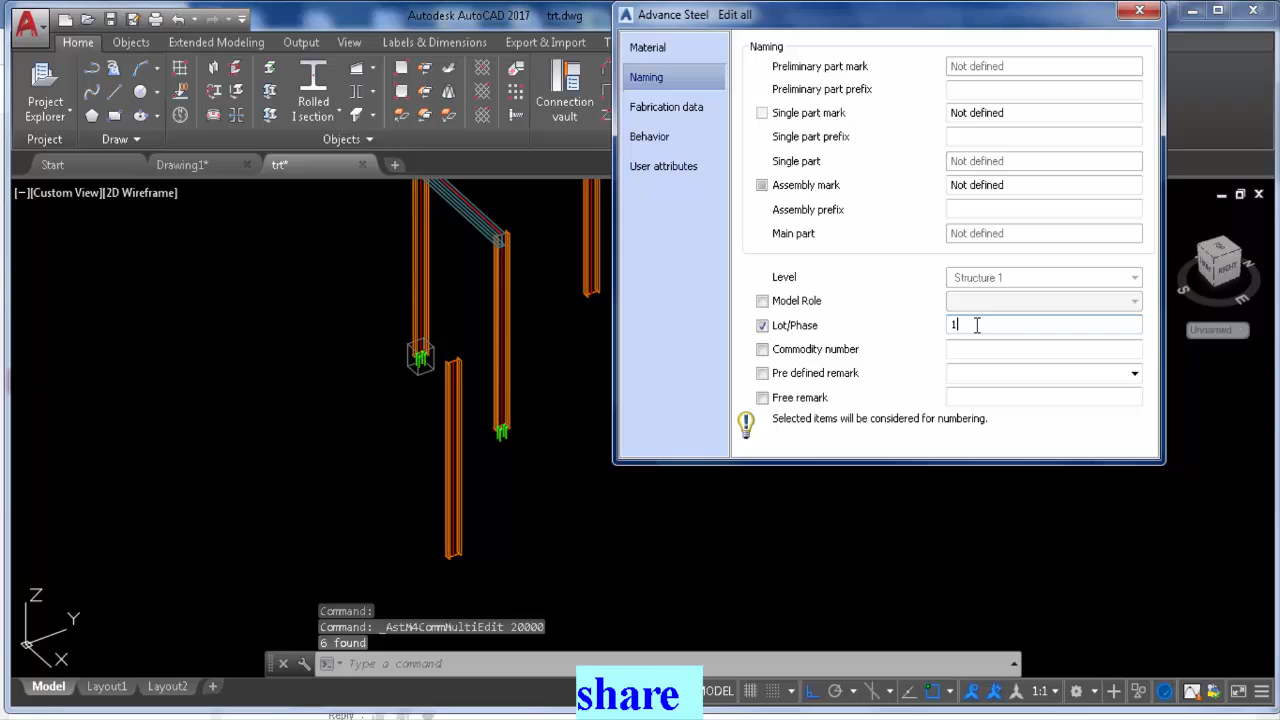 Autodesk AutoCAD 2017 trt.dwg
Advance Steel Edit all
Home Objects Extended Modeling Output View Labels & Dimensions Export & Import
Project Explorer
Rolled I section
Connection vault
Project Draw Objects
Start Drawing1* trt*
[−][Custom View][2D Wireframe]
Material
Naming
Fabrication data
Behavior
User attributes
Naming
Preliminary part mark Not defined
Preliminary part prefix
Single part mark Not defined
Single part prefix
Single part Not defined
Assembly mark Not defined
Assembly prefix
Main part Not defined
Level Structure 1
Model Role
Lot/Phase 1
Commodity number
Pre defined remark
Free remark
Selected items will be considered for numbering.
RIGHT
N
S
E
Unnamed
Z
Y
X
Command:
Command: _AstM4CommMultiEdit 20000
6 found
Type a command
Model Layout1 Layout2
MODEL
1:1
share
Reply